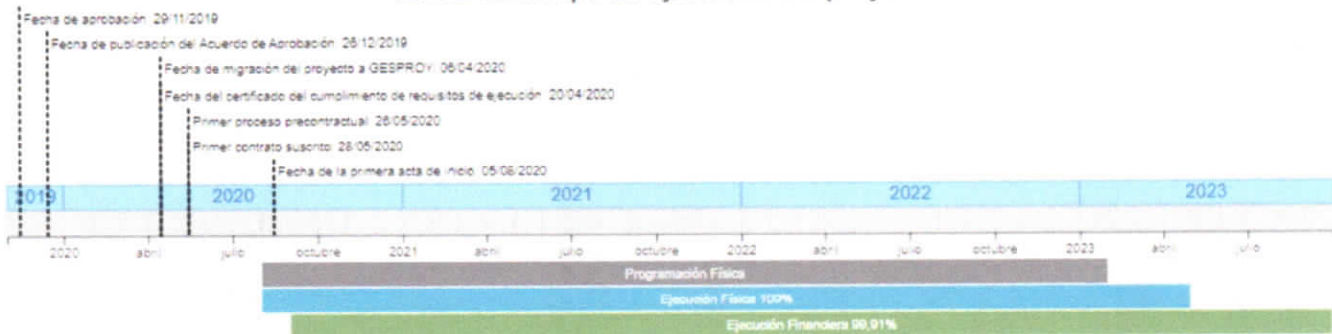 Fecha de aprobación: 29/11/2019
Fecha de publicación del Acuerdo de Aprobación: 26/12/2019
Fecha de migración del proyecto a GESPROY: 06/04/2020
Fecha del certificado del cumplimiento de requisitos de ejecución: 20/04/2020
Primer proceso precontractual: 26/05/2020
Primer contrato suscrito: 28/05/2020
Fecha de la primera acta de inicio: 05/08/2020
2019 2020 2021 2022 2023
2020 abril julio octubre 2021 abril julio octubre 2022 abril julio octubre 2023 abril julio
Programación Física
Ejecución Física 100%
Ejecución Financiera 99,91%